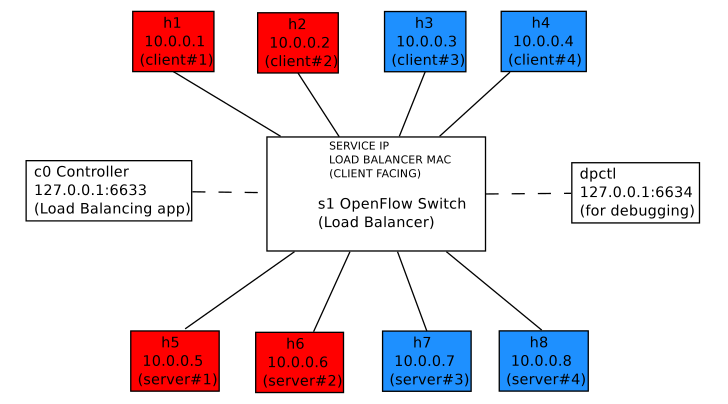 h1
10.0.0.1
(client#1)
h2
10.0.0.2
(client#2)
h3
10.0.0.3
(client#3)
h4
10.0.0.4
(client#4)
SERVICE IP
LOAD BALANCER MAC
(CLIENT FACING)
s1 OpenFlow Switch
(Load Balancer)
c0 Controller
127.0.0.1:6633
(Load Balancing app)
dpctl
127.0.0.1:6634
(for debugging)
h5
10.0.0.5
(server#1)
h6
10.0.0.6
(server#2)
h7
10.0.0.7
(server#3)
h8
10.0.0.8
(server#4)